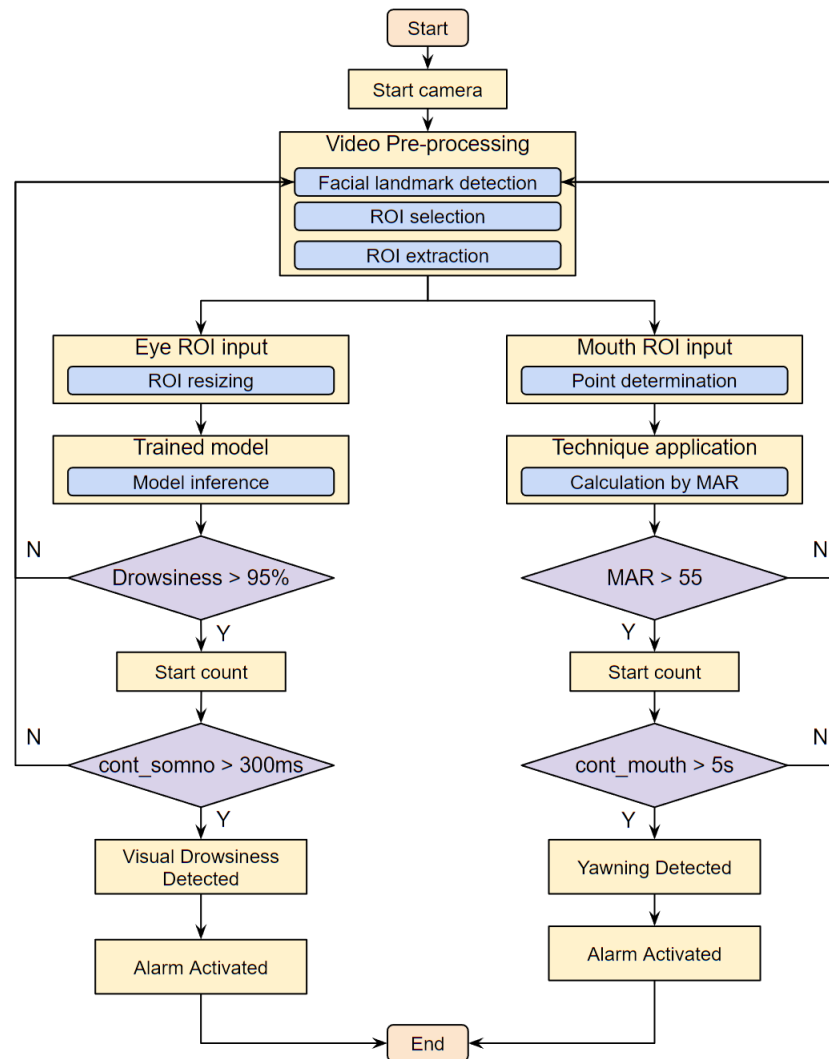 Start
Start camera
Video Pre-processing
Facial landmark detection
ROI selection
ROI extraction
Eye ROI input
ROI resizing
Mouth ROI input
Point determination
Trained model
Model inference
Technique application
Calculation by MAR
N
Drowsiness > 95%
Y
MAR > 55
N
Y
Start count
Start count
N
cont_somno > 300ms
Y
cont_mouth > 5s
N
Y
Visual Drowsiness
Detected
Yawning Detected
Alarm Activated
Alarm Activated
End